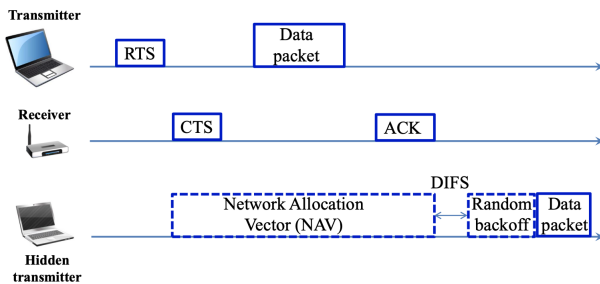 Transmitter
RTS
Data
packet
Receiver
CTS
ACK
DIFS
Network Allocation
Vector (NAV)
Random
backoff
Data
packet
Hidden
transmitter